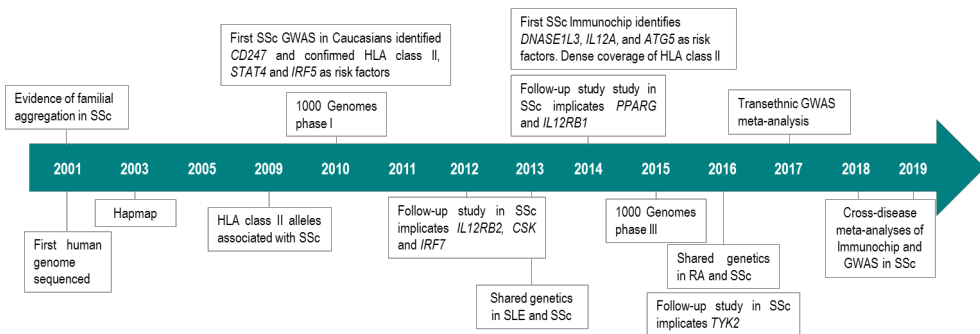 First SSc GWAS in Caucasians identified
CD247 and confirmed HLA class II,
STAT4 and IRF5 as risk factors
First SSc Immunochip identifies
DNASE1L3, IL12A, and ATG5 as risk
factors. Dense coverage of HLA class II
Evidence of familial
aggregation in SSc
1000 Genomes
phase I
Follow-up study study in
SSc implicates PPARG
and IL12RB1
Transethnic GWAS
meta-analysis
2001 2003 2005 2009 2010 2011 2012 2013 2014 2015 2016 2017 2018 2019
Hapmap
First human
genome
sequenced
HLA class II alleles
associated with SSc
Follow-up study in SSc
implicates IL12RB2, CSK
and IRF7
Shared genetics
in SLE and SSc
1000 Genomes
phase III
Shared genetics
in RA and SSc
Follow-up study in SSc
implicates TYK2
Cross-disease
meta-analyses of
Immunochip and
GWAS in SSc